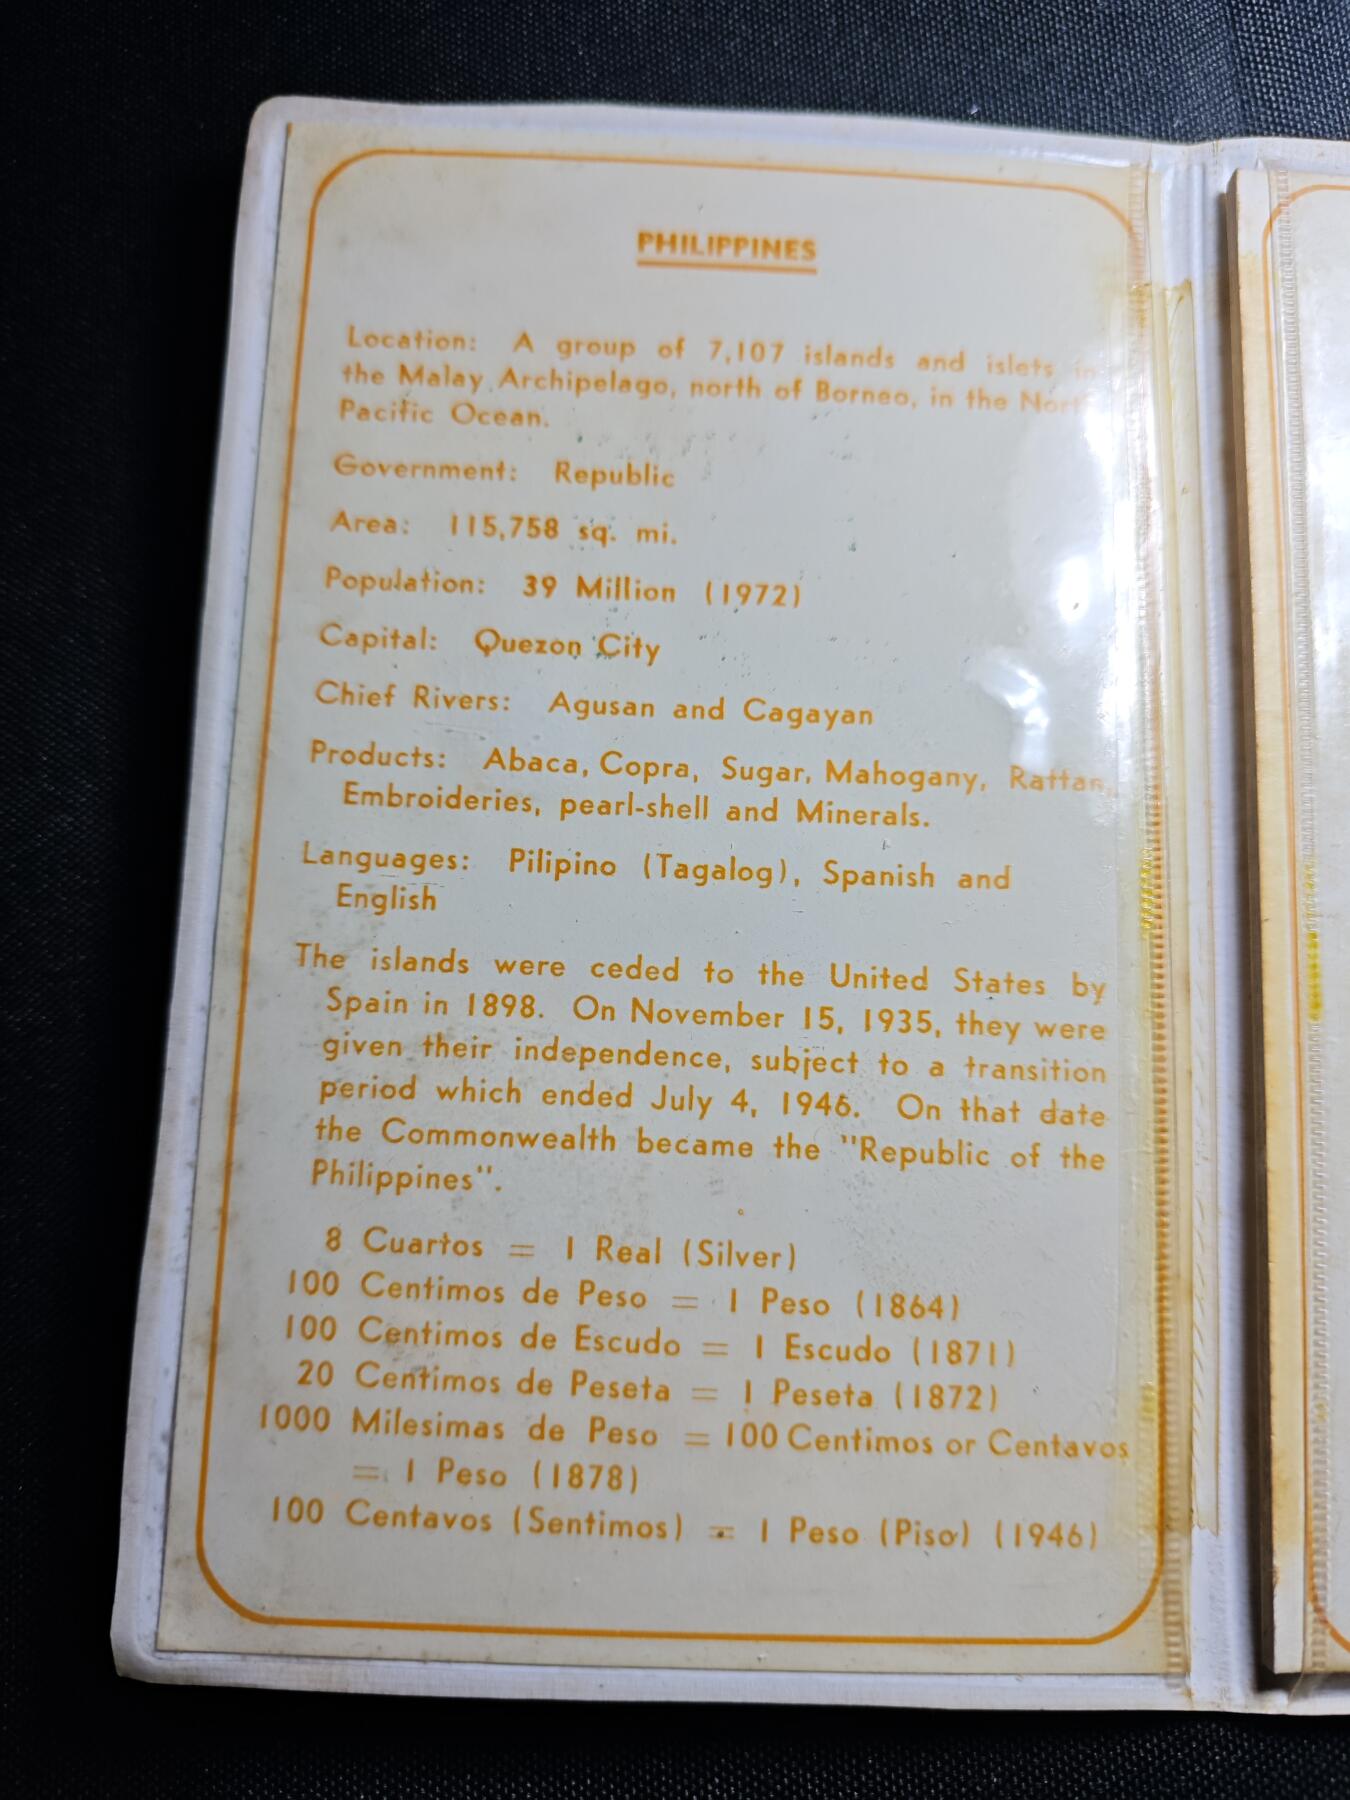 PHILIPPINES
Location: A group of 7,107 islands and islets in
the Malay Archipelago, north of Borneo, in the North
Pacific Ocean.
Government: Republic
Area: 115,758 sq. mi.
Population: 39 Million (1972)
Capital: Quezon City
Chief Rivers: Agusan and Cagayan
Products: Abaca, Copra, Sugar, Mahogany, Rattan,
Embroideries, pearl-shell and Minerals.
Languages: Pilipino (Tagalog), Spanish and
English
The islands were ceded to the United States by
Spain in 1898. On November 15, 1935, they were
given their independence, subject to a transition
period which ended July 4, 1946. On that date
the Commonwealth became the "Republic of the
Philippines".
8 Cuartos = 1 Real (Silver)
100 Centimos de Peso = 1 Peso (1864)
100 Centimos de Escudo = 1 Escudo (1871)
20 Centimos de Peseta = 1 Peseta (1872)
1000 Milesimas de Peso = 100 Centimos or Centavos
= 1 Peso (1878)
100 Centavos (Sentimos) = 1 Peso (Piso) (1946)